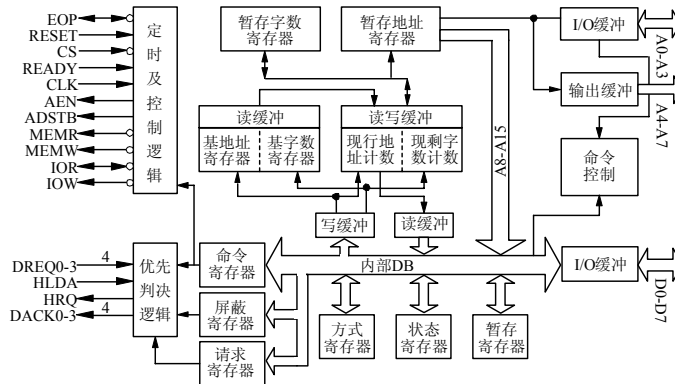 EOP
RESET
CS
READY
CLK
AEN
ADSTB
MEMR
MEMW
IOR
IOW
定时及控制逻辑
暂存字数
寄存器
暂存地址
寄存器
I/O缓冲
A0-A3
输出缓冲
A4-A7
读缓冲
基地址
寄存器
基字数
寄存器
读写缓冲
现行地
址计数
现剩字
数计数
A8-A15
命令
控制
写缓冲
读缓冲
DREQ0-3
4
HLDA
HRQ
DACK0-3
4
优先
判决
逻辑
命令
寄存器
内部DB
I/O缓冲
D0-D7
屏蔽
寄存器
请求
寄存器
方式
寄存器
状态
寄存器
暂存
寄存器